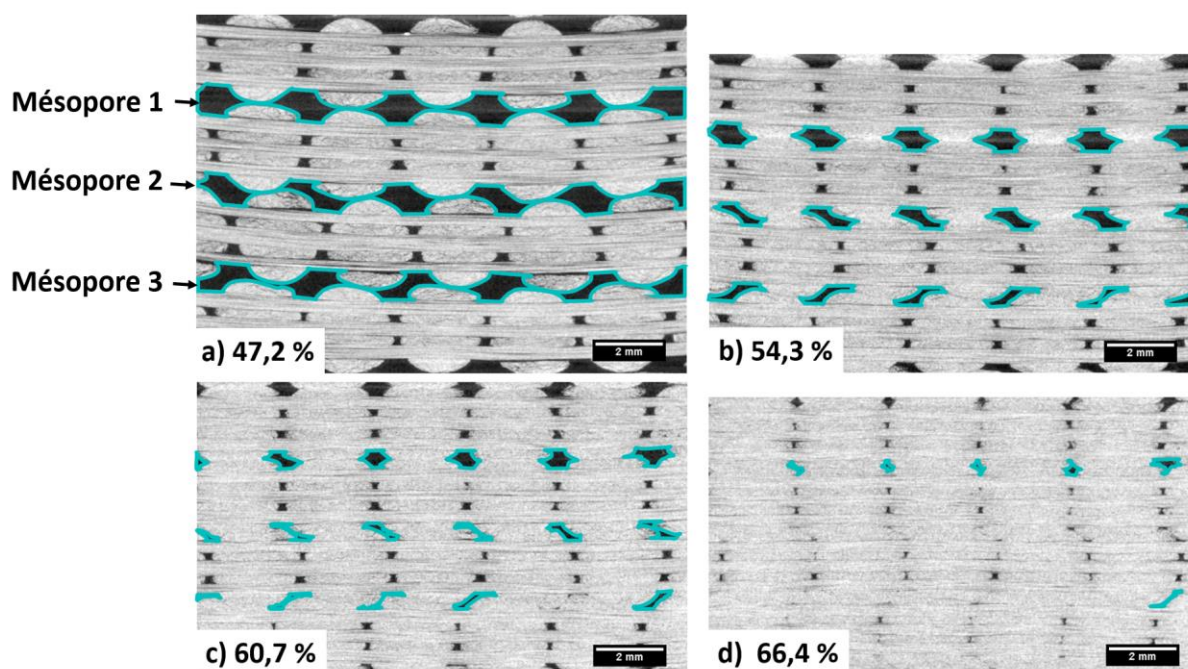 Mésopore 1
Mésopore 2
Mésopore 3
a) 47,2 %
2 mm
b) 54,3 %
2 mm
c) 60,7 %
2 mm
d) 66,4 %
2 mm